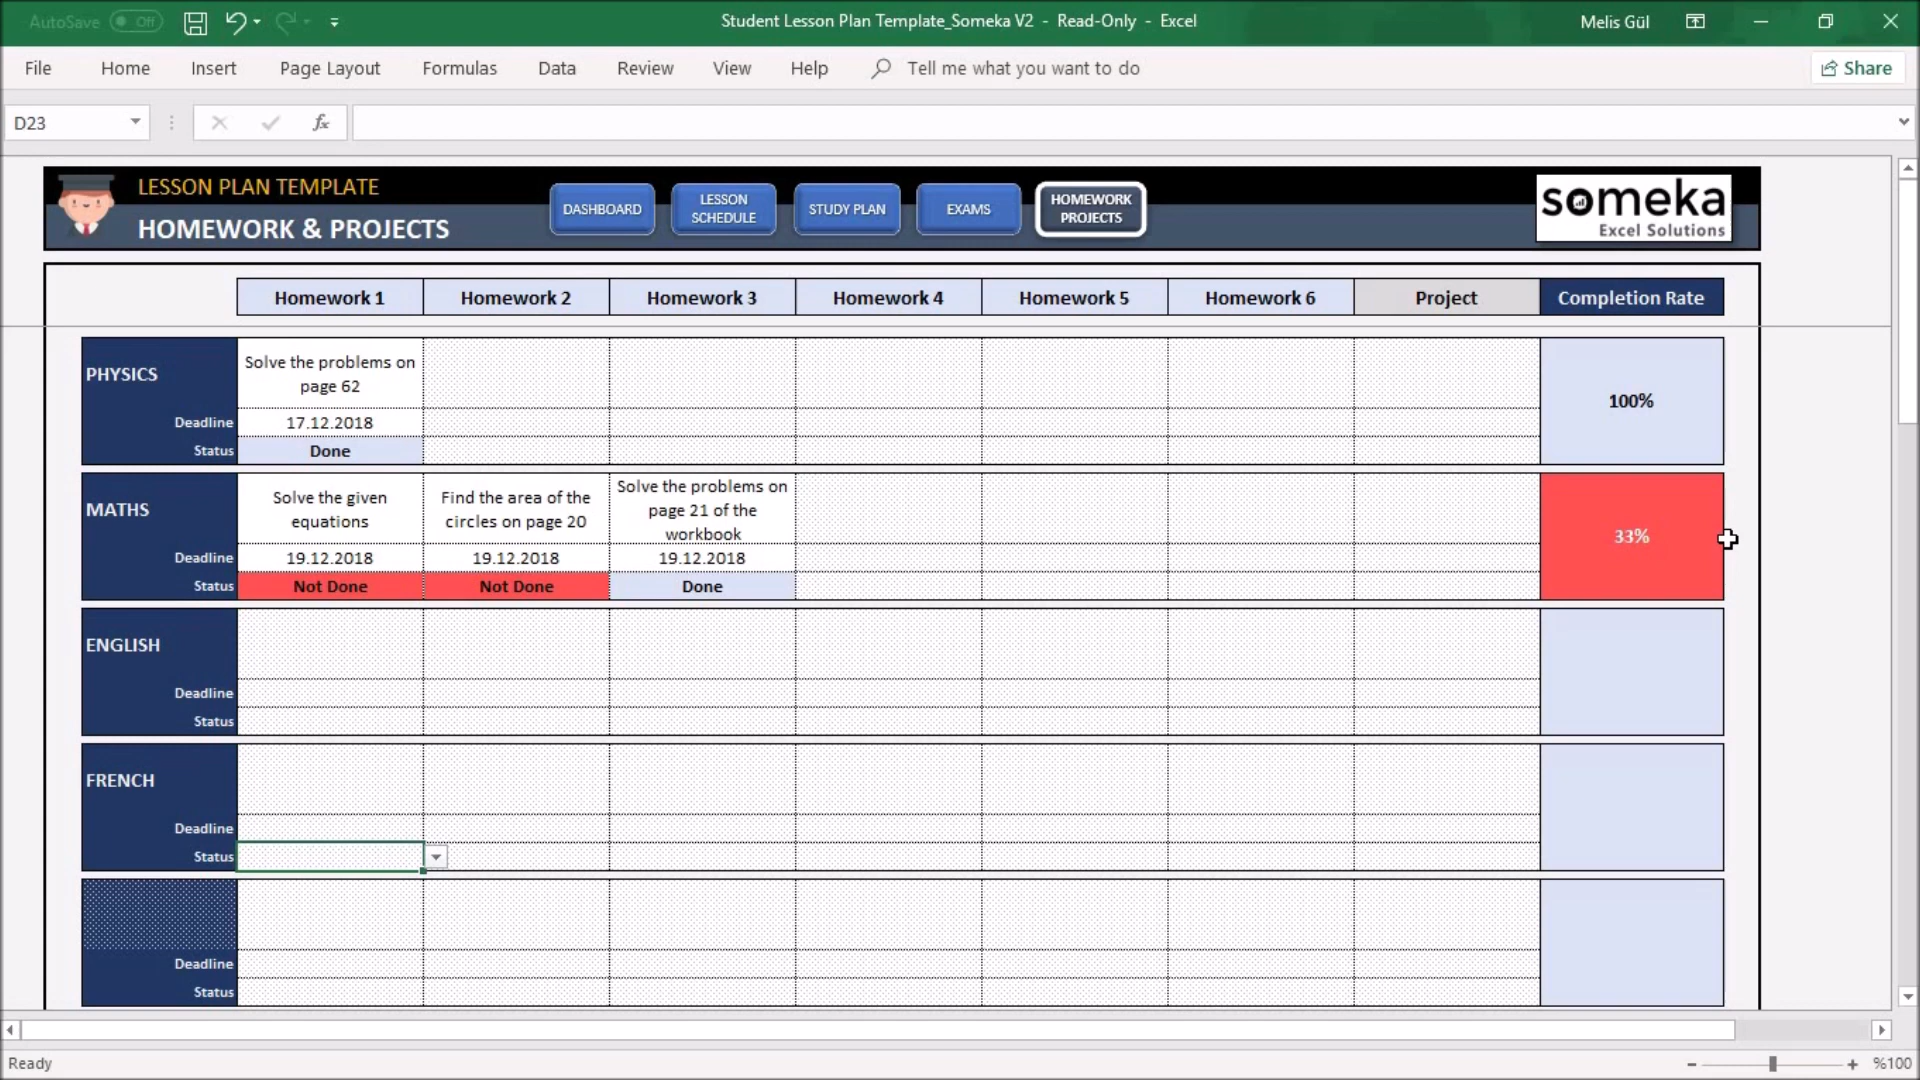 AutoSave Off
Student Lesson Plan Template_Someka V2 - Read-Only - Excel
Melis Gül
File Home Insert Page Layout Formulas Data Review View Help Tell me what you want to do Share
D23 fx
LESSON PLAN TEMPLATE
HOMEWORK & PROJECTS
DASHBOARD
LESSON
SCHEDULE
STUDY PLAN
EXAMS
HOMEWORK
PROJECTS
someka
Excel Solutions
Homework 1 Homework 2 Homework 3 Homework 4 Homework 5 Homework 6 Project Completion Rate
PHYSICS
Solve the problems on
page 62
Deadline 17.12.2018
Status Done
100%
MATHS
Solve the given
equations
Find the area of the
circles on page 20
Solve the problems on
page 21 of the
workbook
Deadline 19.12.2018 19.12.2018 19.12.2018
Status Not Done Not Done Done
33%
ENGLISH
Deadline
Status
FRENCH
Deadline
Status
Deadline
Status
Ready
%100